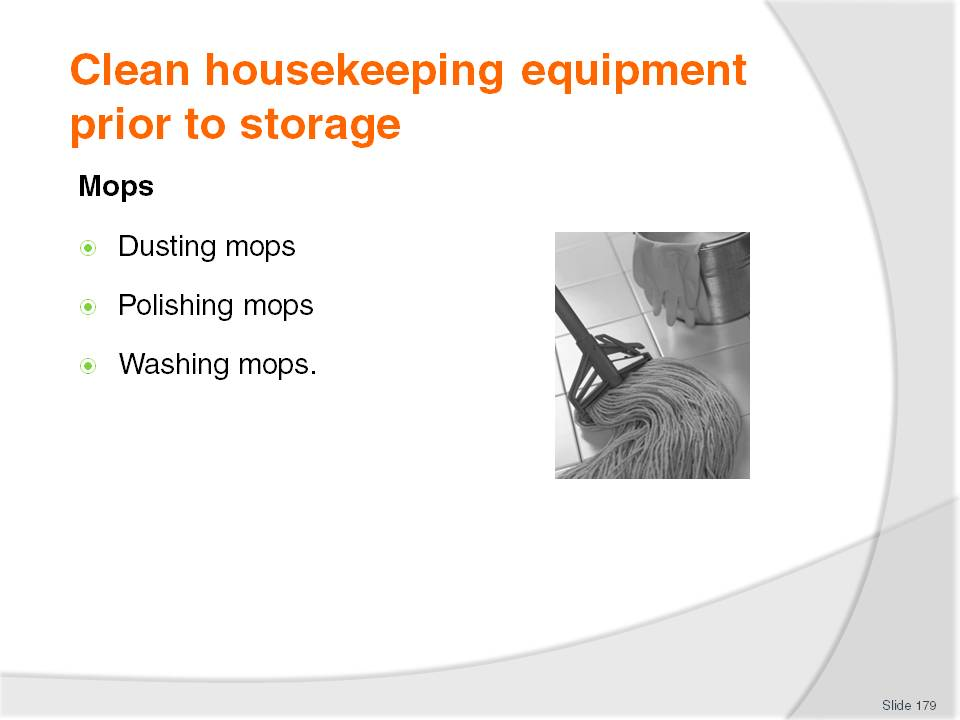 Clean housekeeping equipment
prior to storage
Mops
Dusting mops
Polishing mops
Washing mops.
Slide 179